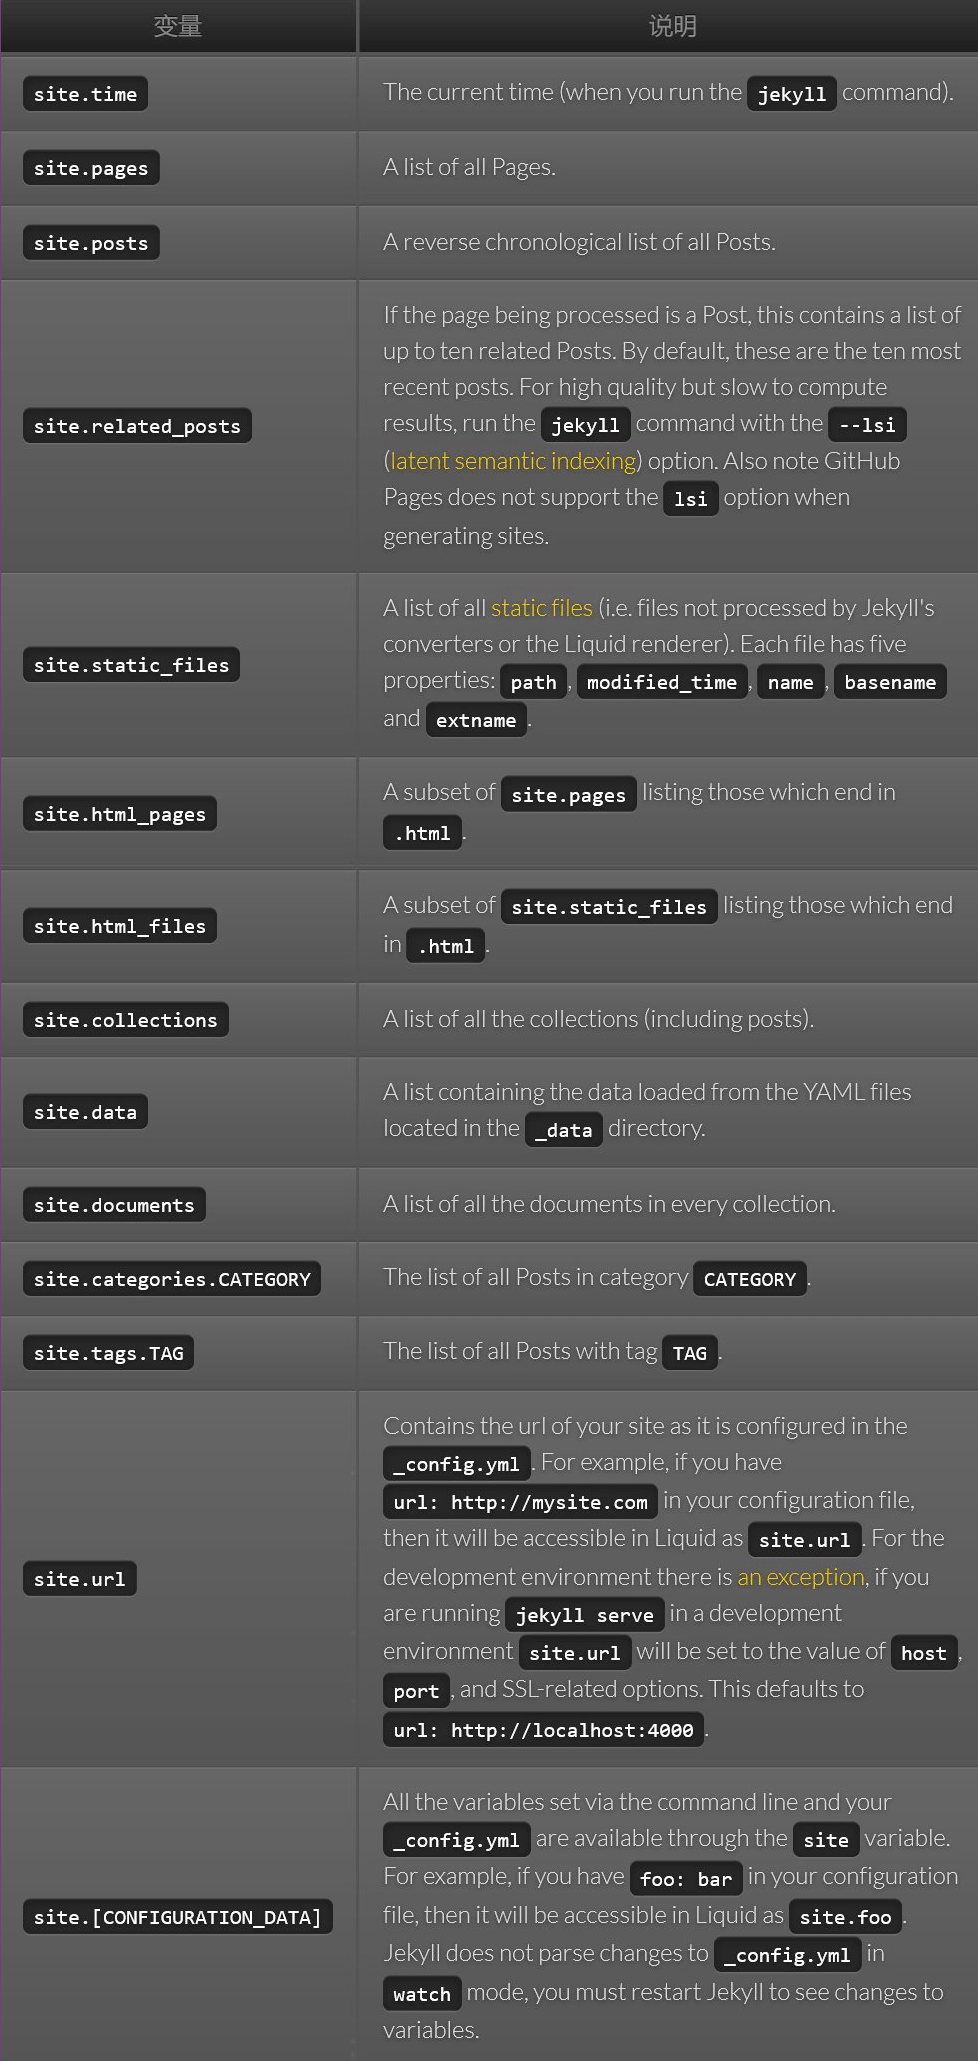 变量 说明
site.time The current time (when you run the jekyll command).
site.pages A list of all Pages.
site.posts A reverse chronological list of all Posts.
site.related_posts
If the page being processed is a Post, this contains a list of
up to ten related Posts. By default, these are the ten most
recent posts. For high quality but slow to compute
results, run the jekyll command with the --lsi
(latent semantic indexing) option. Also note GitHub
Pages does not support the lsi option when
generating sites.
site.static_files
A list of all static files (i.e. files not processed by Jekyll's
converters or the Liquid renderer). Each file has five
properties: path, modified_time, name, basename
and extname.
site.html_pages
A subset of site.pages listing those which end in
.html.
site.html_files
A subset of site.static_files listing those which end
in .html.
site.collections A list of all the collections (including posts).
site.data
A list containing the data loaded from the YAML files
located in the _data directory.
site.documents A list of all the documents in every collection.
site.categories.CATEGORY The list of all Posts in category CATEGORY.
site.tags.TAG The list of all Posts with tag TAG.
site.url
Contains the url of your site as it is configured in the
_config.yml. For example, if you have
url: http://mysite.com in your configuration file,
then it will be accessible in Liquid as site.url. For the
development environment there is an exception, if you
are running jekyll serve in a development
environment site.url will be set to the value of host,
port, and SSL-related options. This defaults to
url: http://localhost:4000.
site.[CONFIGURATION_DATA]
All the variables set via the command line and your
_config.yml are available through the site variable.
For example, if you have foo: bar in your configuration
file, then it will be accessible in Liquid as site.foo.
Jekyll does not parse changes to _config.yml in
watch mode, you must restart Jekyll to see changes to
variables.